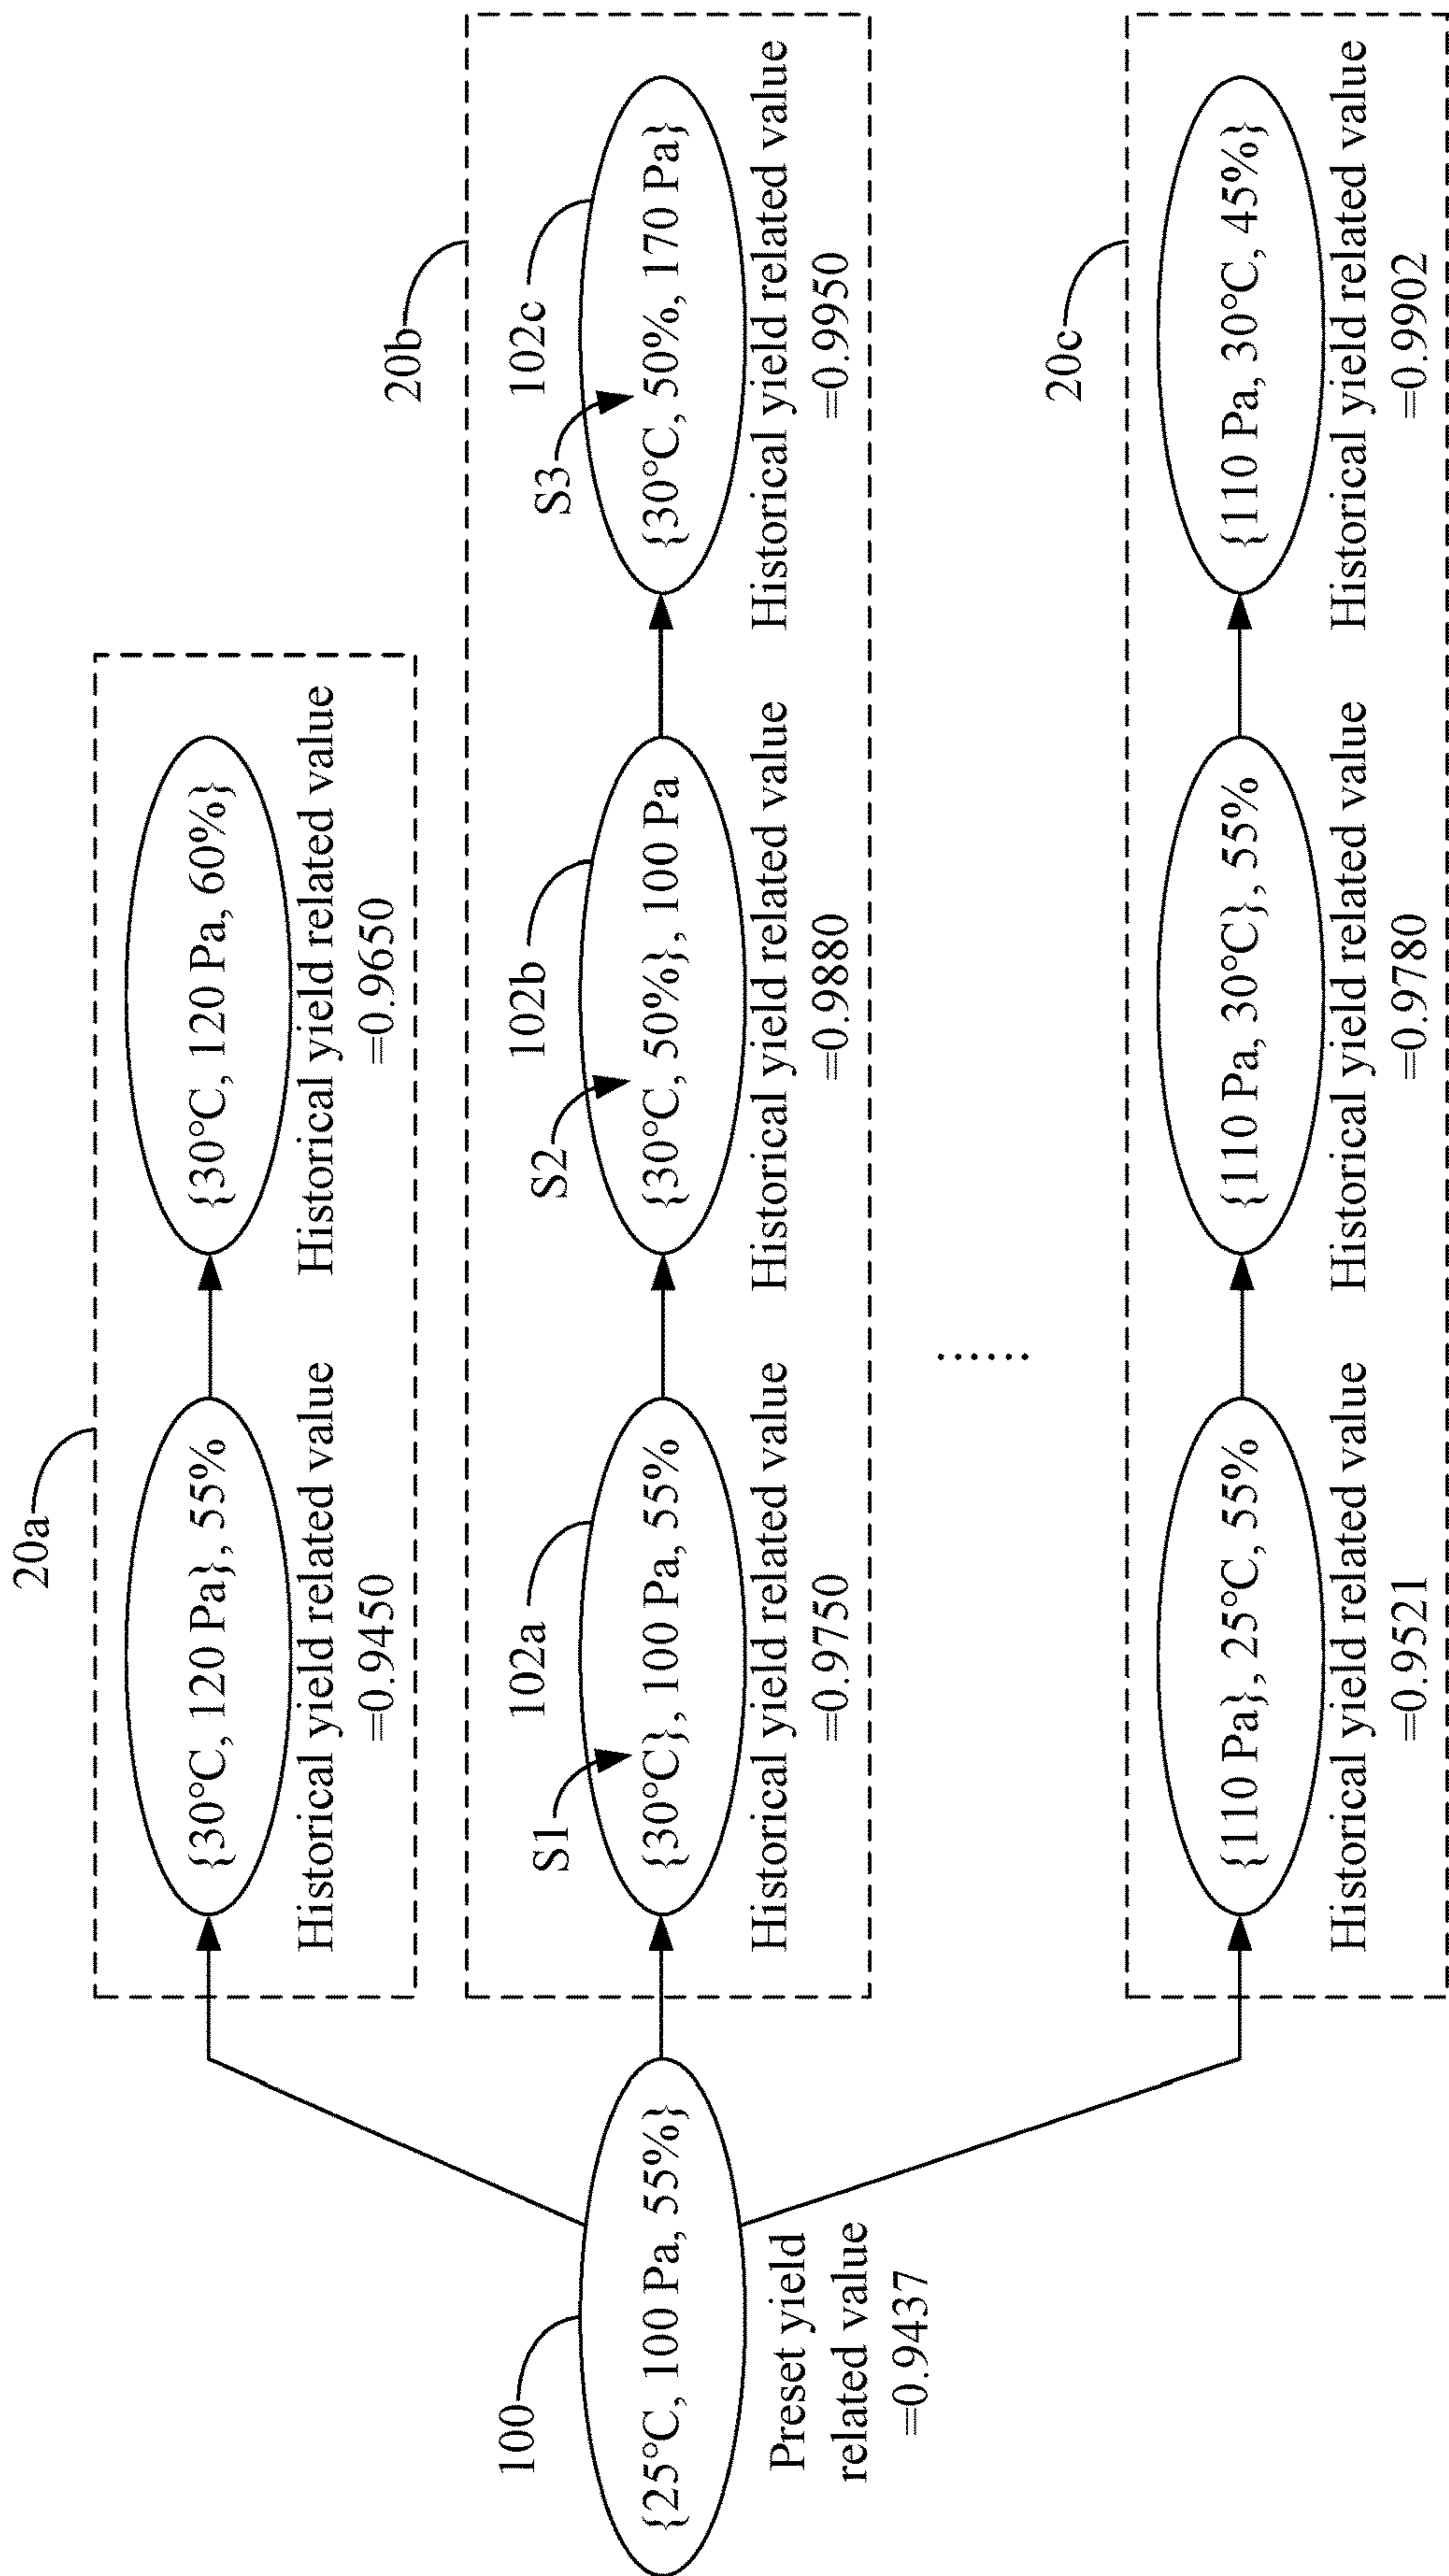 20a
{30°C, 120 Pa}, 55%
Historical yield related value
=0.9450
{30°C, 120 Pa, 60%}
Historical yield related value
=0.9650
100
{25°C, 100 Pa, 55%}
Preset yield
related value
=0.9437
20b
S1
102a
{30°C}, 100 Pa, 55%
Historical yield related value
=0.9750
S2
102b
{30°C, 50%}, 100 Pa
Historical yield related value
=0.9880
S3
102c
{30°C, 50%, 170 Pa}
Historical yield related value
=0.9950
......
20c
{110 Pa}, 25°C, 55%
Historical yield related value
=0.9521
{110 Pa, 30°C}, 55%
Historical yield related value
=0.9780
{110 Pa, 30°C, 45%}
Historical yield related value
=0.9902